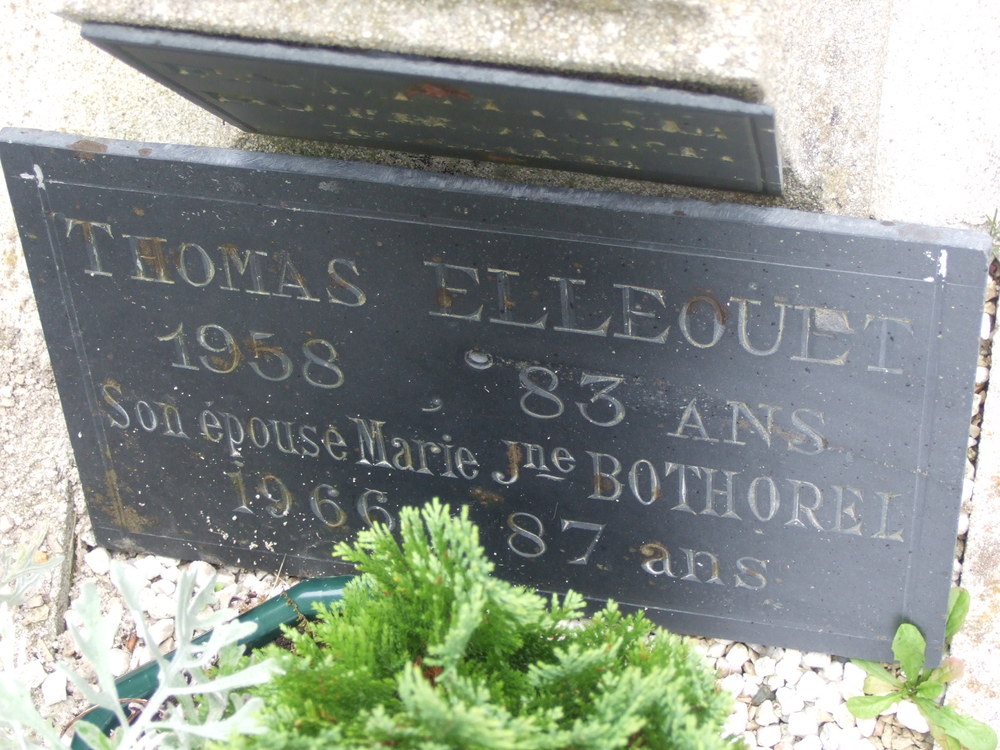 THOMAS ELLEOUET
1958 - 83 ANS
Son épouse Marie Jne BOTHOREL
1966 87 ans